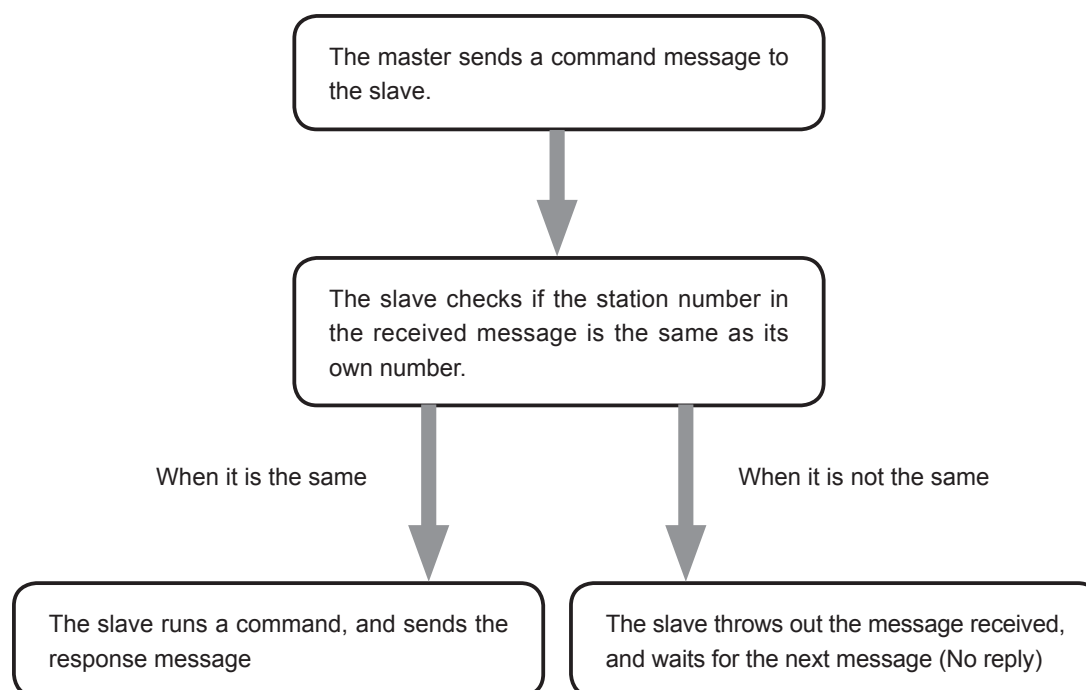 The master sends a command message to
the slave.
The slave checks if the station number in
the received message is the same as its
own number.
When it is the same
When it is not the same
The slave runs a command, and sends the
response message
The slave throws out the message received,
and waits for the next message (No reply)